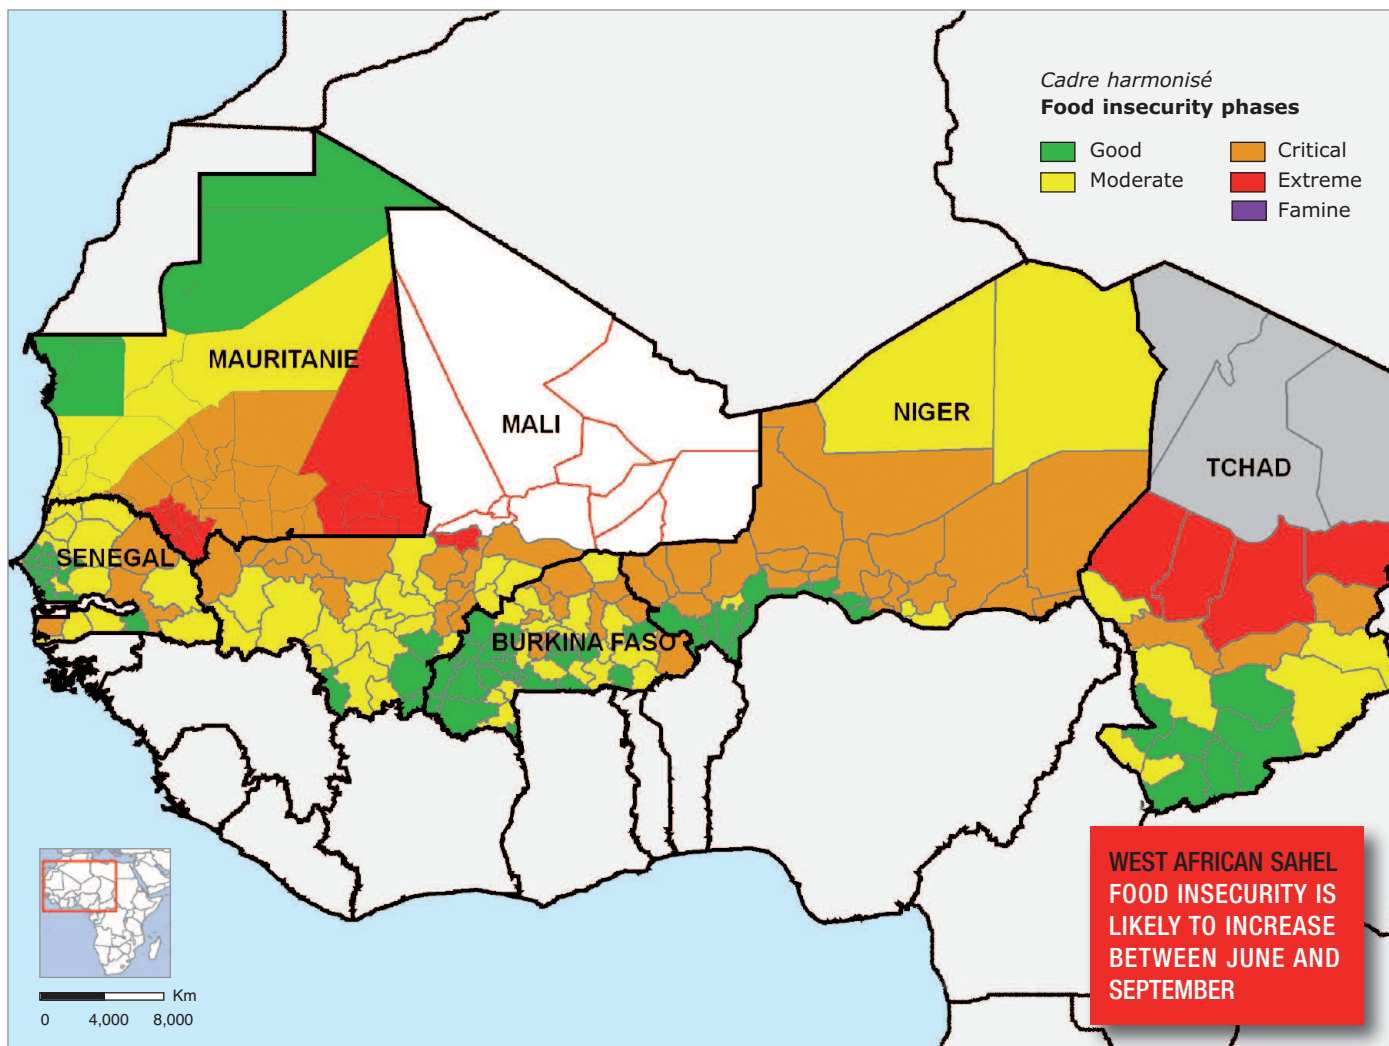 Cadre harmonisé
Food insecurity phases
Good
Critical
Moderate
Extreme
Famine
MAURITANIE
MALI
NIGER
TCHAD
SENEGAL
BURKINA FASO
WEST AFRICAN SAHEL
FOOD INSECURITY IS
LIKELY TO INCREASE
BETWEEN JUNE AND
SEPTEMBER
Km
0 4,000 8,000